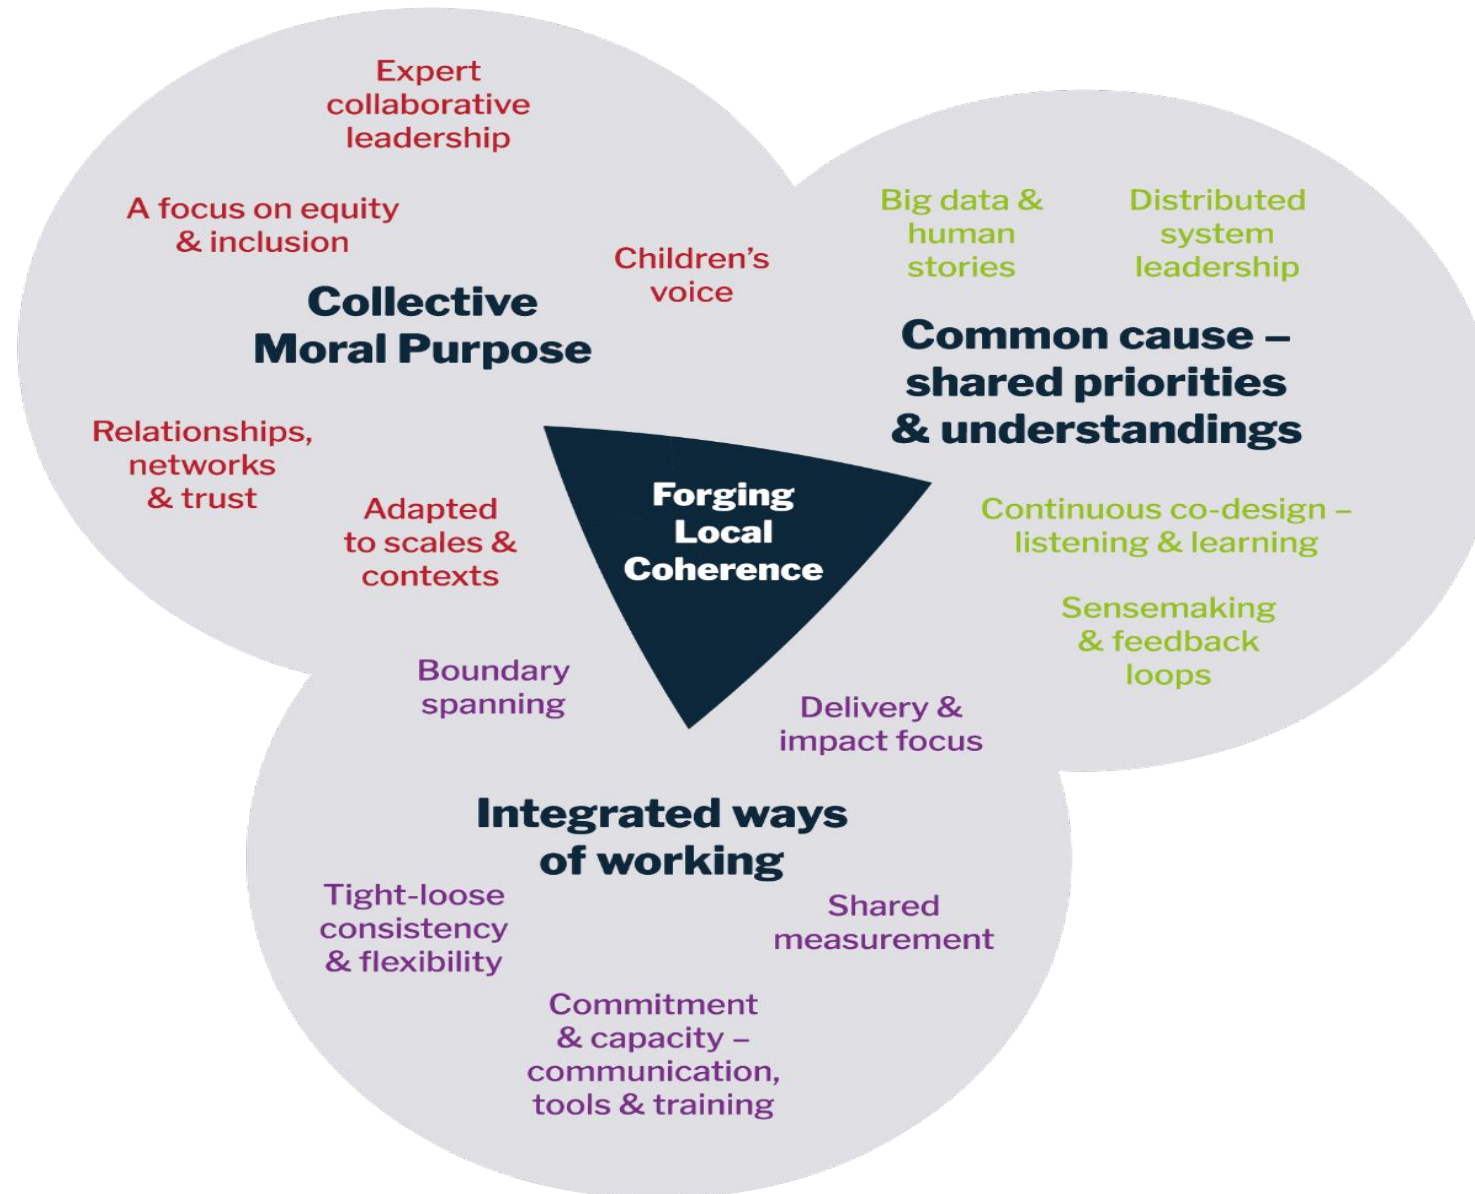 Expert
collaborative
leadership
A focus on equity
& inclusion
Children’s
voice
Collective
Moral Purpose
Relationships,
networks
& trust
Adapted
to scales &
contexts
Big data &
human
stories
Distributed
system
leadership
Common cause –
shared priorities
& understandings
Continuous co-design –
listening & learning
Sensemaking
& feedback
loops
Forging
Local
Coherence
Boundary
spanning
Delivery &
impact focus
Integrated ways
of working
Tight-loose
consistency
& flexibility
Shared
measurement
Commitment
& capacity –
communication,
tools & training